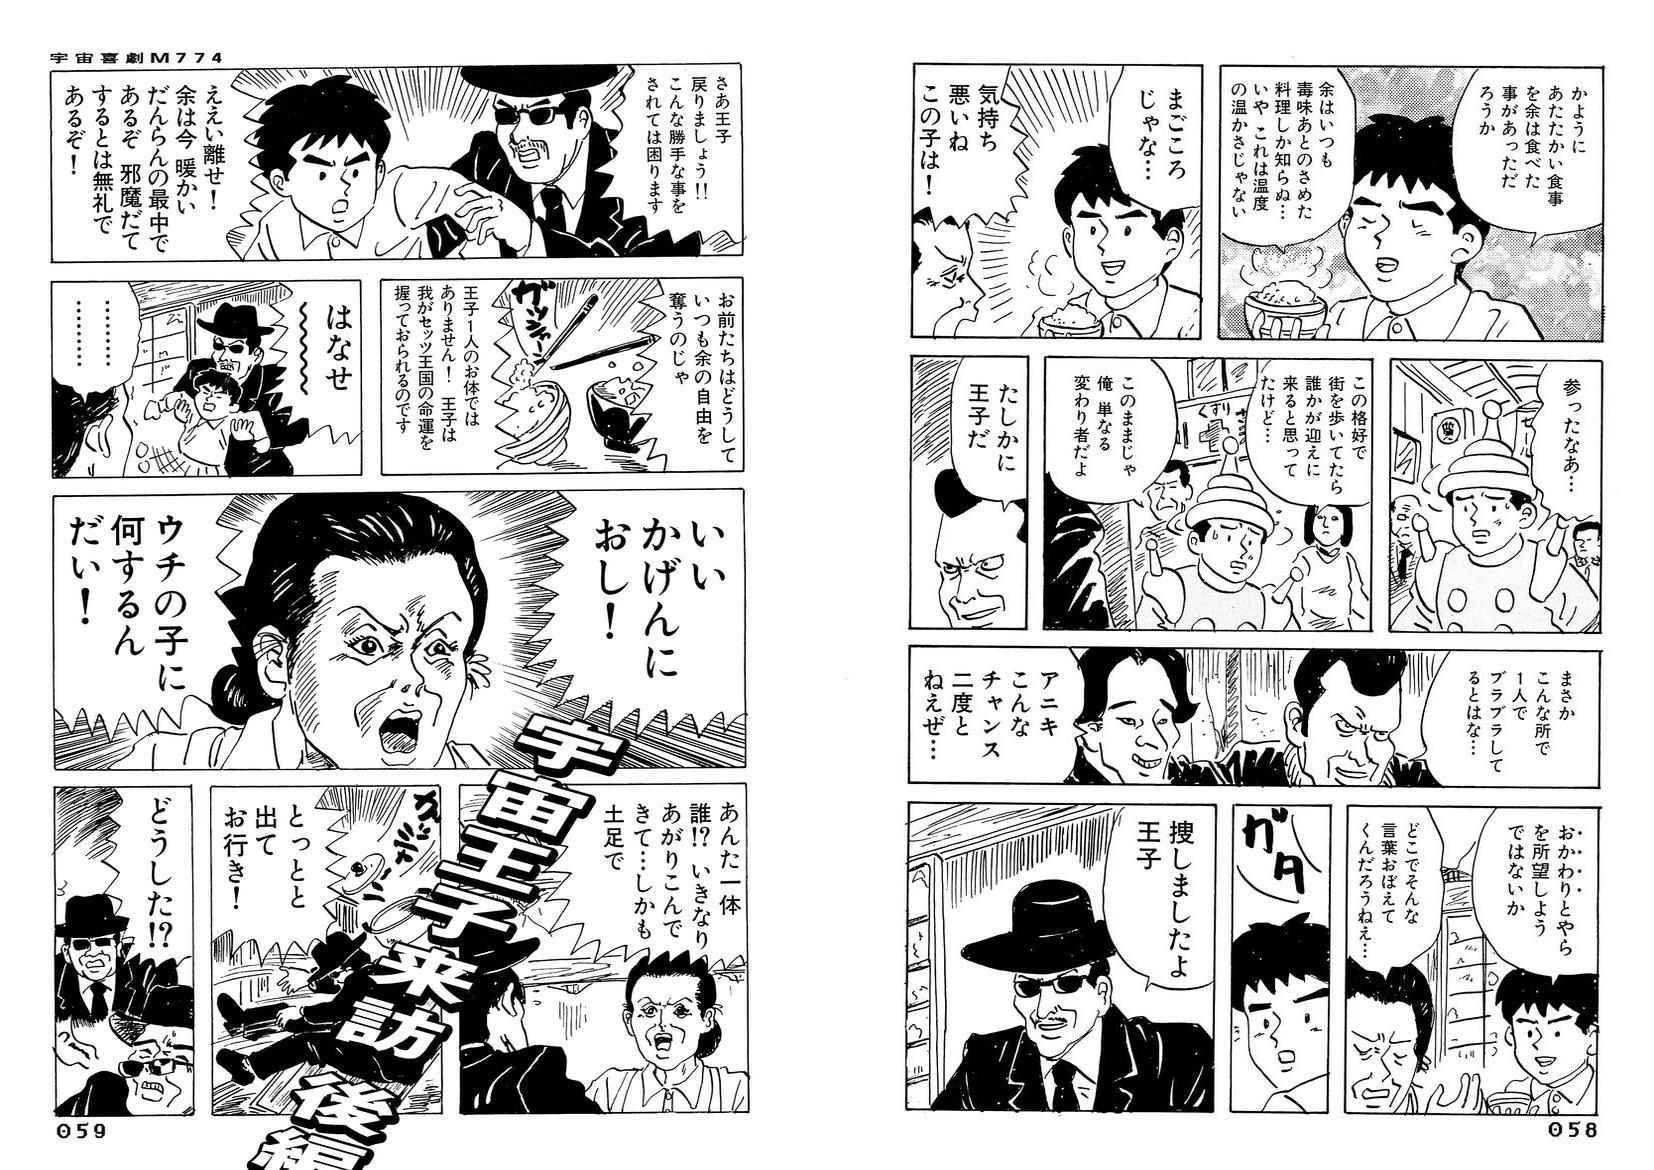 かように
あたたかい食事
を余は食べた
事があっただ
ろうか
余はいつも
毒味あとのさめた
料理しか知らぬ…
いや これは温度
の温かさじゃない
まごころ
じゃな…
気持ち
悪いね
この子は!
参ったなあ…
この格好で
街を歩いてたら
誰かが迎えに
来ると思って
たけど…
くすり
このままじゃ
俺 単なる
変わり者だよ
たしかに
王子だ
まさか
こんな所で
1人で
ブラブラして
るとはな…
アニキ
こんな
チャンス
二度と
ねえぜ…
おかわりとやら
を所望しよう
ではないか
どこでそんな
言葉おぼえて
くんだろうねえ…
ガタ
捜しましたよ
王子
058
宇宙喜劇M774
さあ王子
戻りましょう!!
こんな勝手な事を
されては困ります
ええい離せ!
余は今 暖かい
だんらんの最中で
あるぞ 邪魔だて
するとは無礼で
あるぞ!
お前たちはどうして
いつも余の自由を
奪うのじゃ
ガッシャーン
王子1人のお体では
ありません! 王子は
我がセッツ王国の命運を
握っておられるのです
はなせ
………
………
いい
かげんに
おし!
ウチの子に
何するん
だい!
あんた一体
誰!? いきなり
あがりこんで
きて…しかも
土足で
とっとと
出て
お行き!
どうした!?
宇宙王子来訪
後編
059